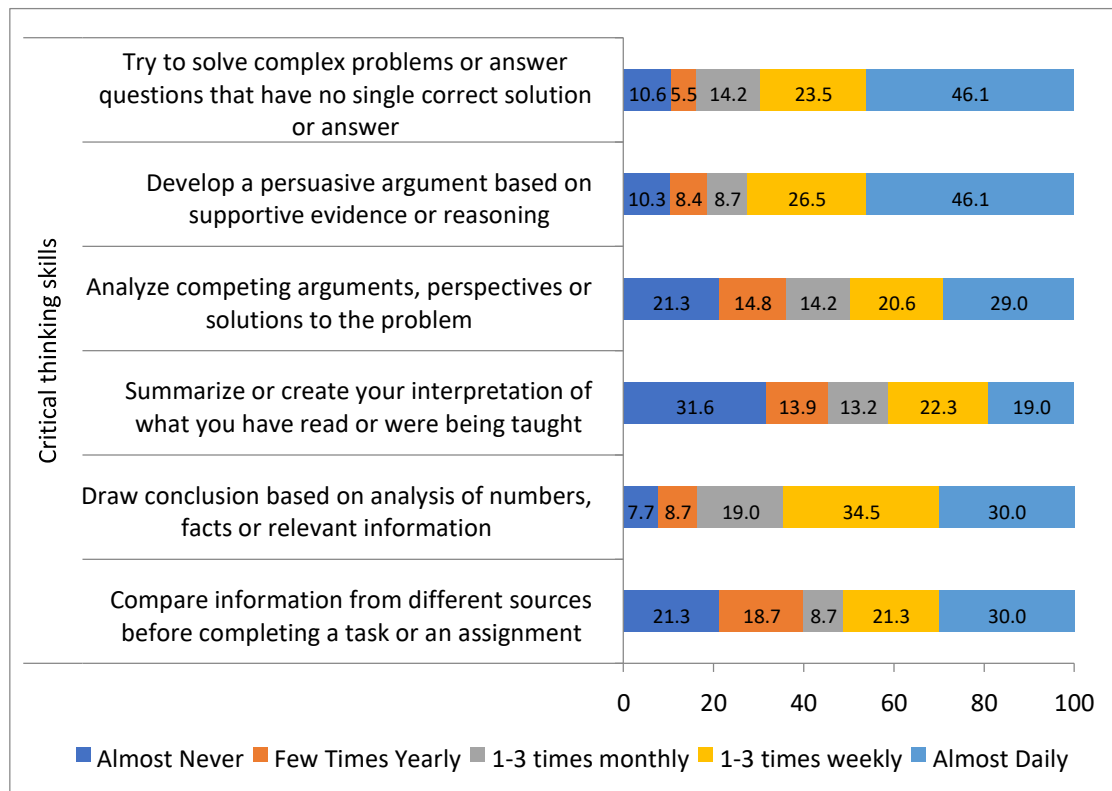 Critical thinking skills
Try to solve complex problems or answer
questions that have no single correct solution
or answer
10.6 5.5 14.2 23.5 46.1
Develop a persuasive argument based on
supportive evidence or reasoning
10.3 8.4 8.7 26.5 46.1
Analyze competing arguments, perspectives or
solutions to the problem
21.3 14.8 14.2 20.6 29.0
Summarize or create your interpretation of
what you have read or were being taught
31.6 13.9 13.2 22.3 19.0
Draw conclusion based on analysis of numbers,
facts or relevant information
7.7 8.7 19.0 34.5 30.0
Compare information from different sources
before completing a task or an assignment
21.3 18.7 8.7 21.3 30.0
0 20 40 60 80 100
Almost Never Few Times Yearly 1-3 times monthly 1-3 times weekly Almost Daily